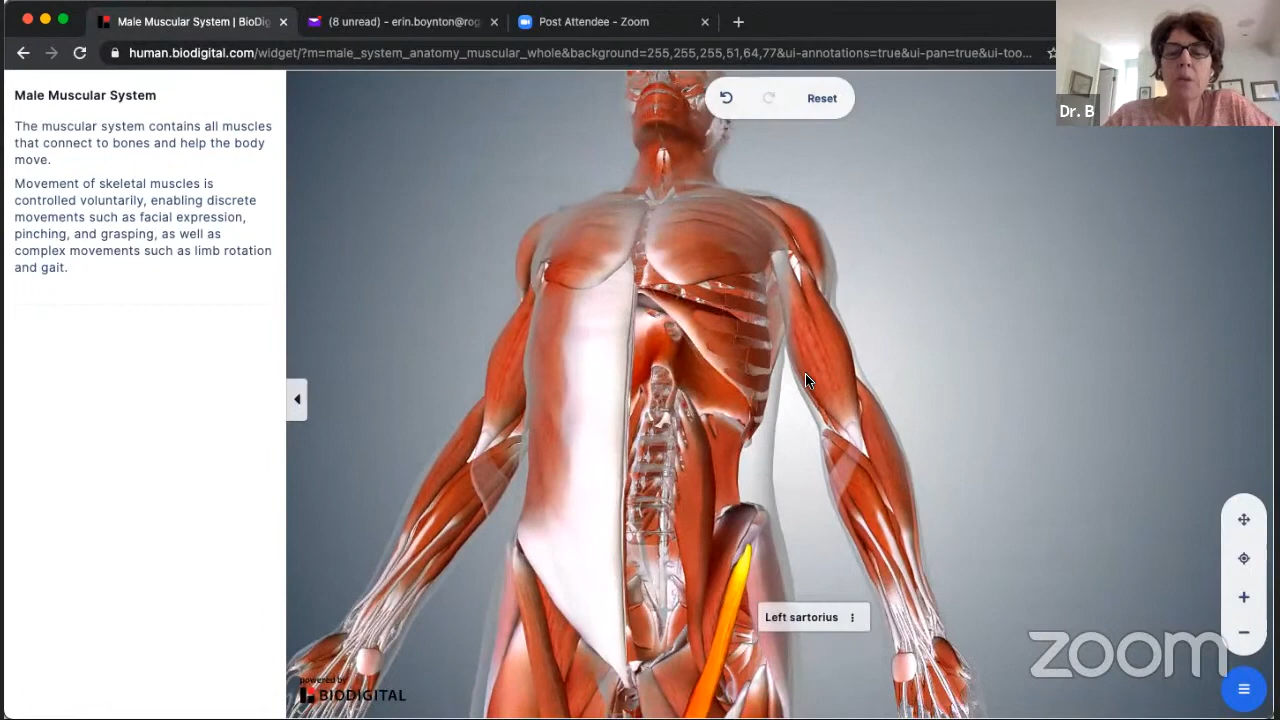 Male Muscular System | BioDig
(8 unread) - erin.boynton@rog
Post Attendee - Zoom
human.biodigital.com/widget/?m=male_system_anatomy_muscular_whole&background=255,255,255,51,64,77&ui-annotations=true&ui-pan=true&ui-too...
Male Muscular System
The muscular system contains all muscles
that connect to bones and help the body
move.
Movement of skeletal muscles is
controlled voluntarily, enabling discrete
movements such as facial expression,
pinching, and grasping, as well as
complex movements such as limb rotation
and gait.
Reset
Dr. B
Left sartorius
powered by
BIODIGITAL
zoom